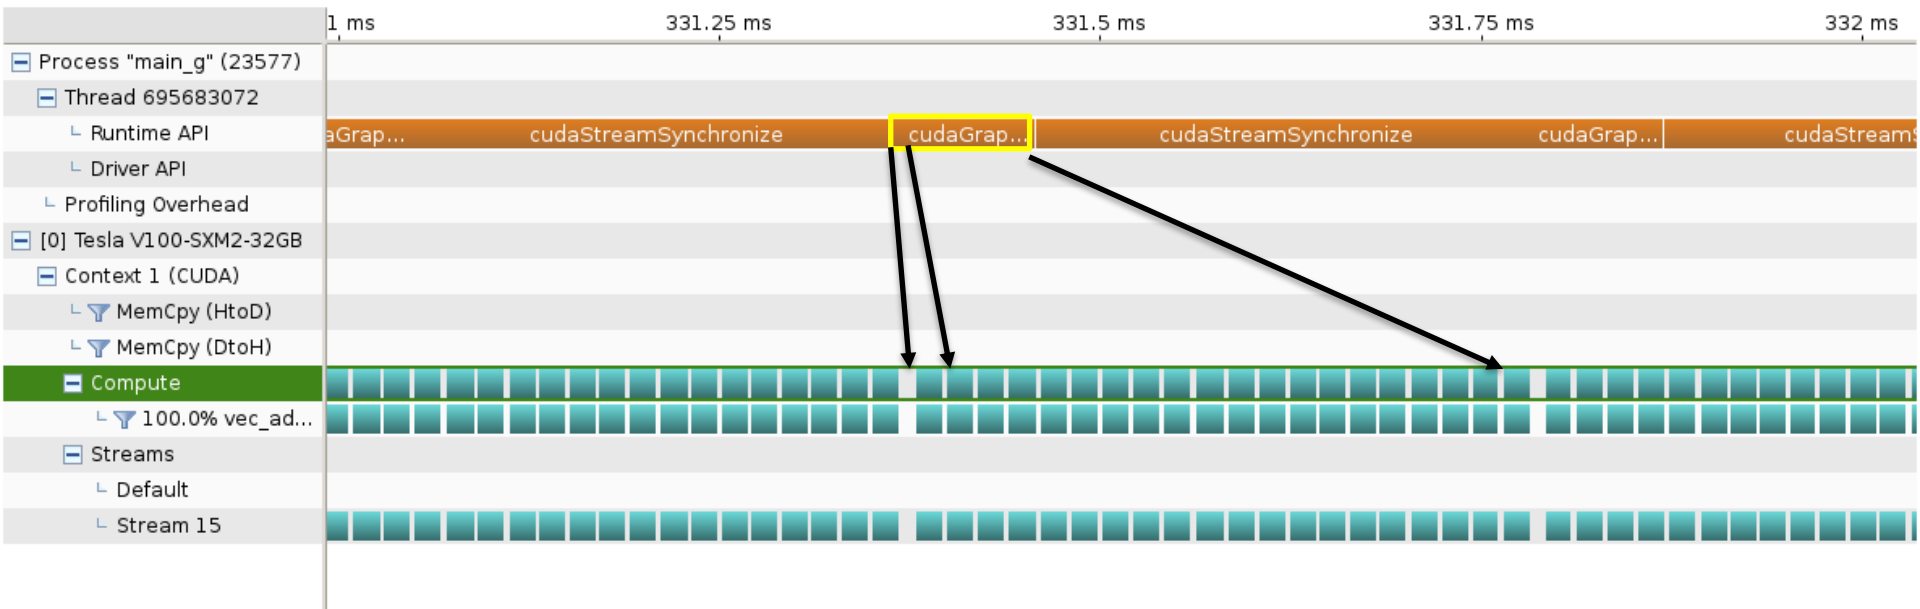 1 ms 331.25 ms 331.5 ms 331.75 ms 332 ms
Process "main_g" (23577)
Thread 695683072
Runtime API aGrap... cudaStreamSynchronize cudaGrap... cudaStreamSynchronize cudaGrap... cudaStreamS
Driver API
Profiling Overhead
[0] Tesla V100-SXM2-32GB
Context 1 (CUDA)
MemCpy (HtoD)
MemCpy (DtoH)
Compute
100.0% vec_ad...
Streams
Default
Stream 15